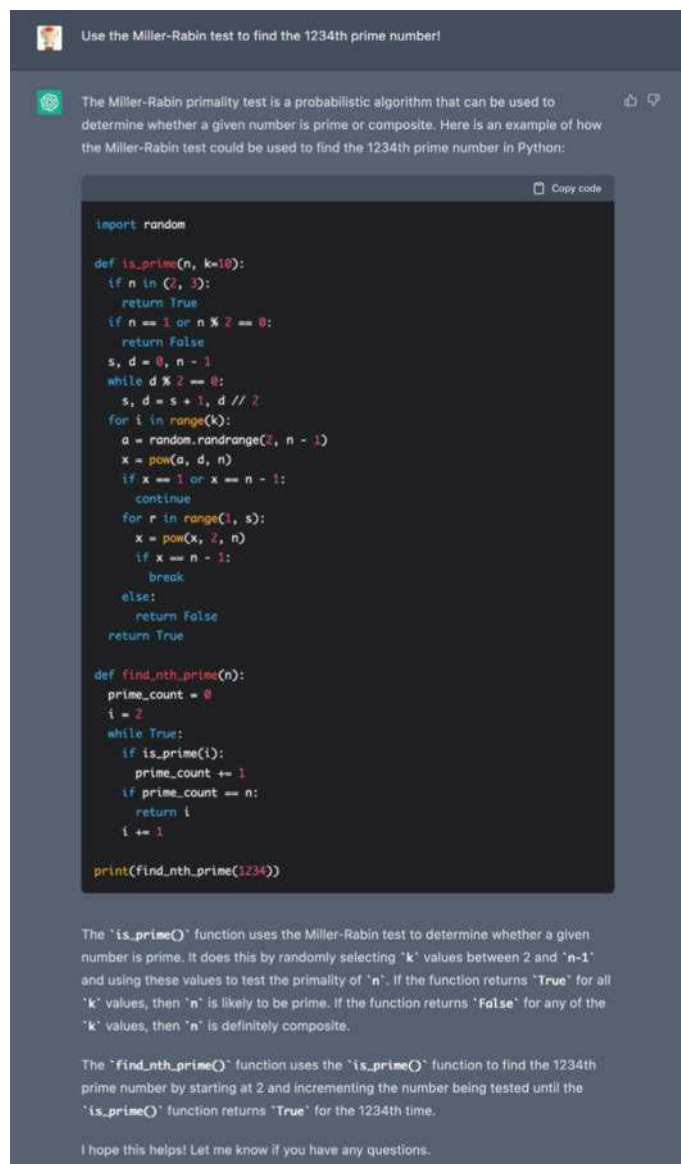 Use the Miller-Rabin test to find the 1234th prime number!
The Miller-Rabin primality test is a probabilistic algorithm that can be used to
determine whether a given number is prime or composite. Here is an example of how
the Miller-Rabin test could be used to find the 1234th prime number in Python:
Copy code
import random
def is_prime(n, k=10):
  if n in (2, 3):
    return True
  if n == 1 or n % 2 == 0:
    return False
  s, d = 0, n - 1
  while d % 2 == 0:
    s, d = s + 1, d // 2
  for i in range(k):
    a = random.randrange(2, n - 1)
    x = pow(a, d, n)
    if x == 1 or x == n - 1:
      continue
    for r in range(1, s):
      x = pow(x, 2, n)
      if x == n - 1:
        break
    else:
      return False
  return True
def find_nth_prime(n):
  prime_count = 0
  i = 2
  while True:
    if is_prime(i):
      prime_count += 1
    if prime_count == n:
      return i
    i += 1
print(find_nth_prime(1234))
The `is_prime()` function uses the Miller-Rabin test to determine whether a given
number is prime. It does this by randomly selecting `k` values between 2 and `n-1`
and using these values to test the primality of `n`. If the function returns `True` for all
`k` values, then `n` is likely to be prime. If the function returns `False` for any of the
`k` values, then `n` is definitely composite.
The `find_nth_prime()` function uses the `is_prime()` function to find the 1234th
prime number by starting at 2 and incrementing the number being tested until the
`is_prime()` function returns `True` for the 1234th time.
I hope this helps! Let me know if you have any questions.